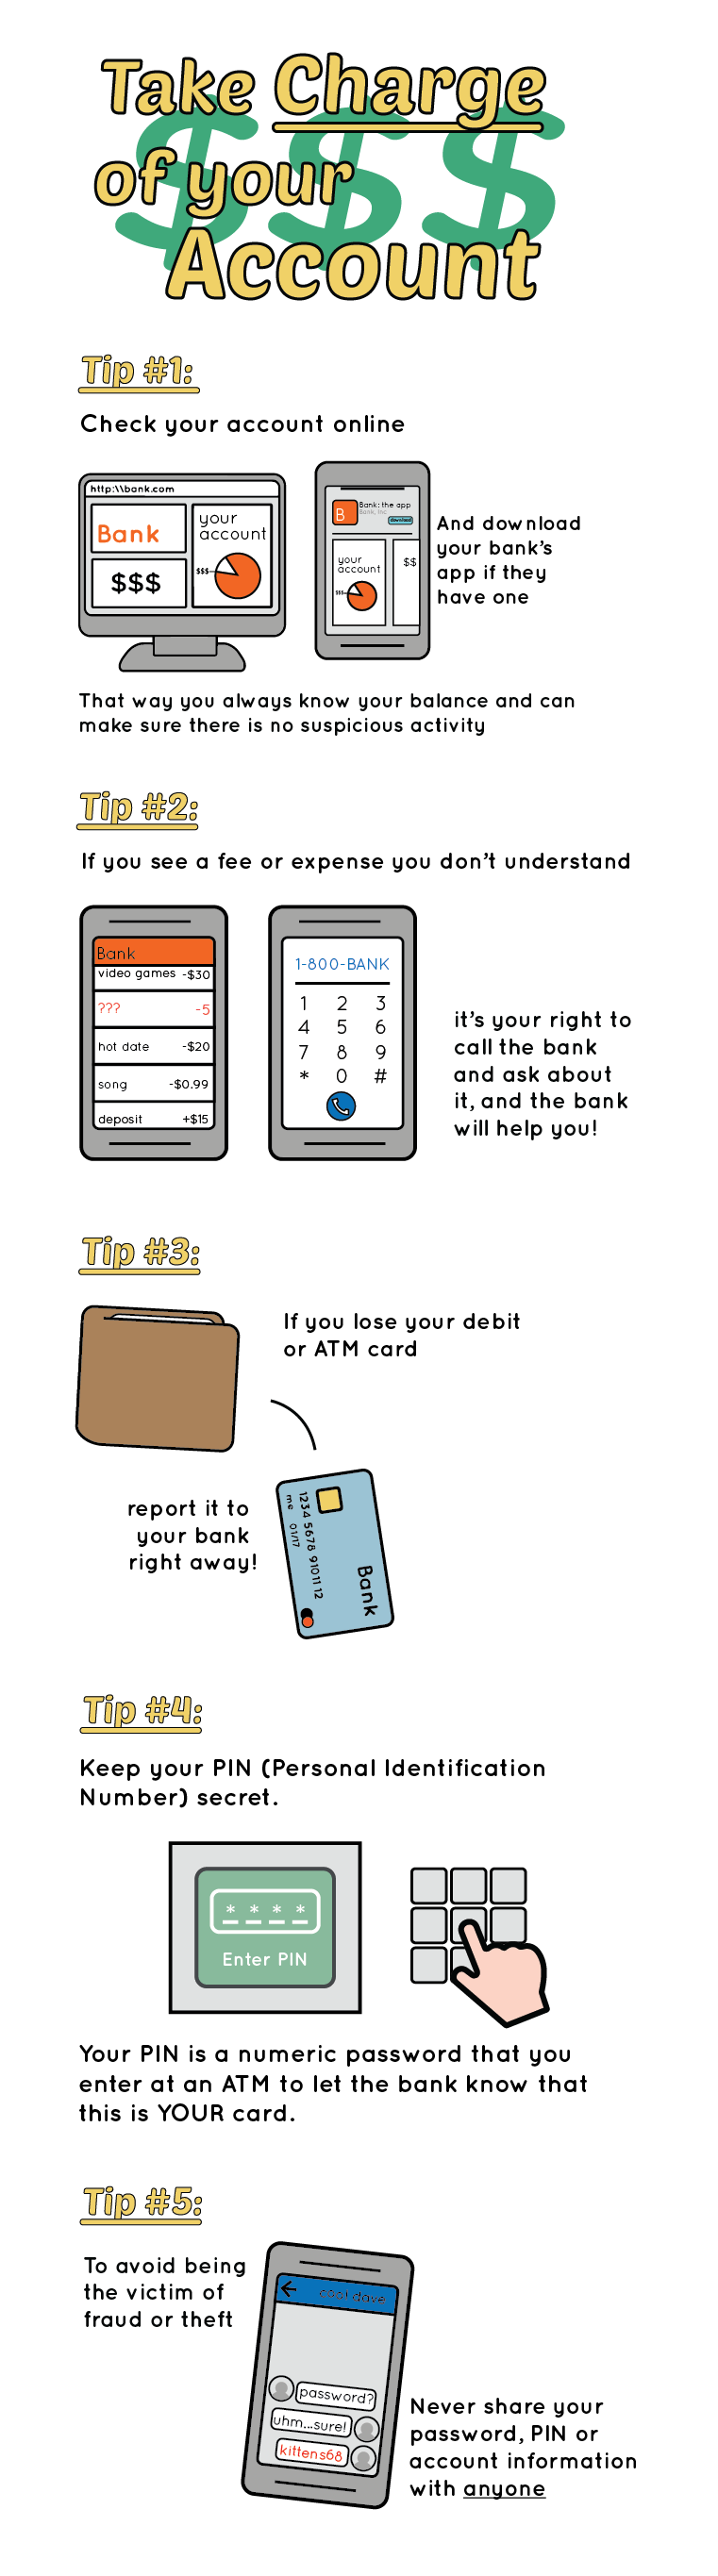 Take Charge
of your
Account
Tip #1:
Check your account online
http:\\bank.com
Bank
your
account
$$$
$$$
B
Bank: the app
Bank, inc
download
your
account
$$
$$$
And download
your bank's
app if they
have one
That way you always know your balance and can
make sure there is no suspicious activity
Tip #2:
If you see a fee or expense you don't understand
Bank
video games -$30
??? -5
hot date -$20
song -$0.99
deposit +$15
1-800-BANK
1 2 3
4 5 6
7 8 9
* 0 #
it's your right to
call the bank
and ask about
it, and the bank
will help you!
Tip #3:
If you lose your debit
or ATM card
report it to
your bank
right away!
Bank
1234 5678 91011 12
me 01/17
Tip #4:
Keep your PIN (Personal Identification
Number) secret.
* * * *
Enter PIN
Your PIN is a numeric password that you
enter at an ATM to let the bank know that
this is YOUR card.
Tip #5:
To avoid being
the victim of
fraud or theft
cool dave
password?
uhm...sure!
kittens68
Never share your
password, PIN or
account information
with anyone